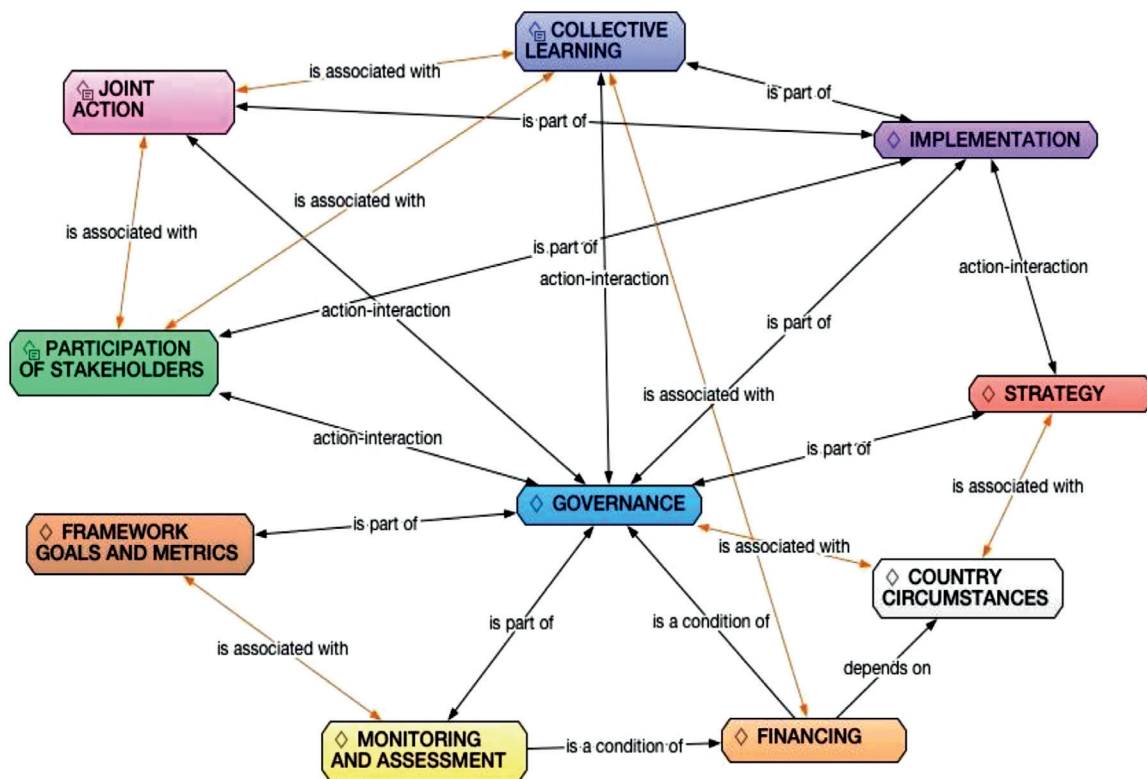 COLLECTIVE
LEARNING
is associated with
JOINT
ACTION
is part of
is part of
IMPLEMENTATION
is associated with
is associated with
is part of
action-interaction
action-interaction
action-interaction
is part of
PARTICIPATION
OF STAKEHOLDERS
is associated with
STRATEGY
action-interaction
is part of
is associated with
GOVERNANCE
FRAMEWORK
GOALS AND METRICS
is part of
is associated with
COUNTRY
CIRCUMSTANCES
is part of
is a condition of
is associated with
depends on
MONITORING
AND ASSESSMENT
is a condition of
FINANCING